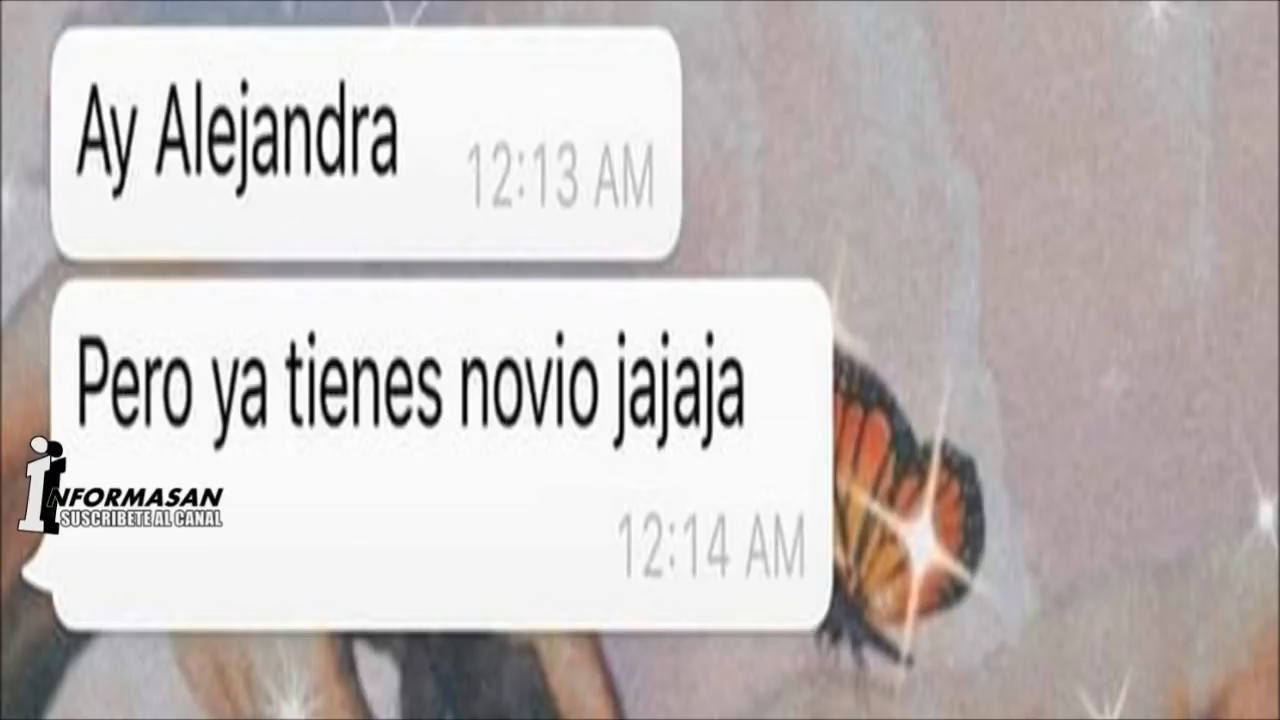 Ay Alejandra
12:13 AM
Pero ya tienes novio jajaja
12:14 AM
INFORMASAN
SUSCRIBETE AL CANAL